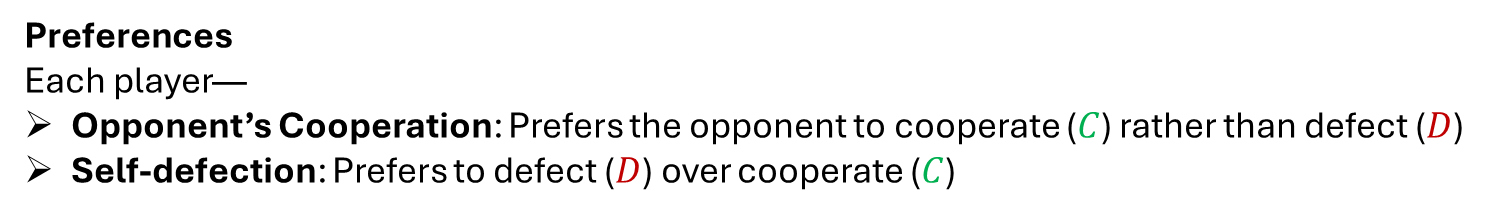 Preferences
Each player—
➢ Opponent’s Cooperation: Prefers the opponent to cooperate (C) rather than defect (D)
➢ Self-defection: Prefers to defect (D) over cooperate (C)